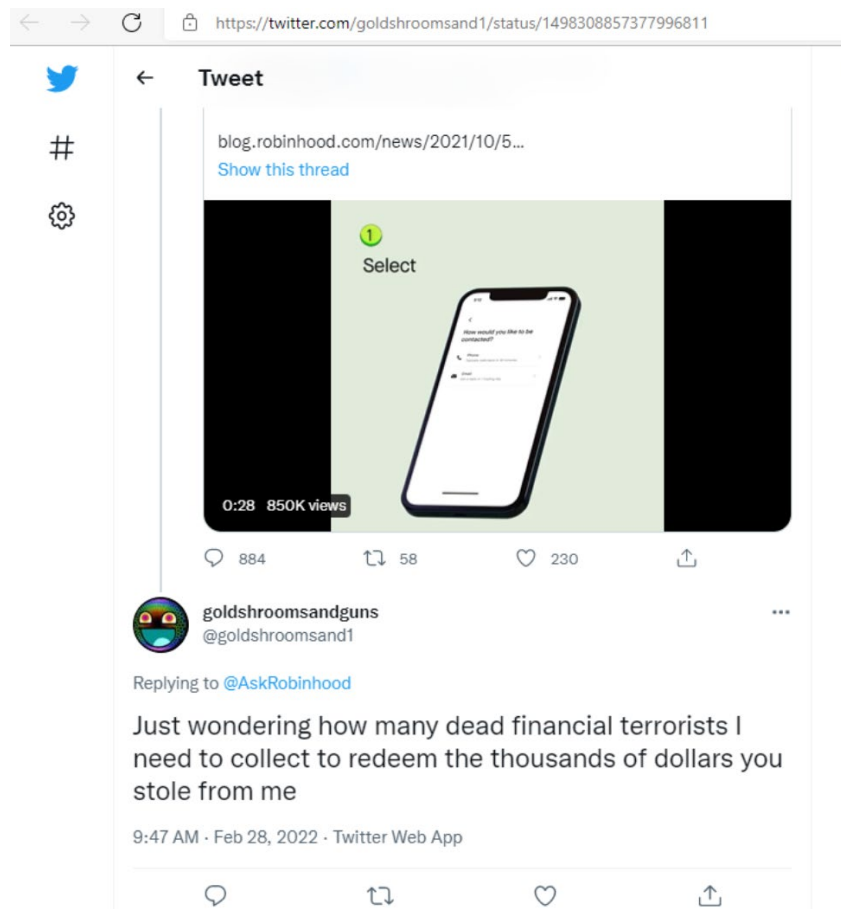 https://twitter.com/goldshroomsand1/status/1498308857377996811
Tweet
blog.robinhood.com/news/2021/10/5...
Show this thread
1
Select
How would you like to be
contacted?
Phone
Email
0:28 850K views
884 58 230
goldshroomsandguns
@goldshroomsand1
Replying to @AskRobinhood
Just wondering how many dead financial terrorists I
need to collect to redeem the thousands of dollars you
stole from me
9:47 AM · Feb 28, 2022 · Twitter Web App